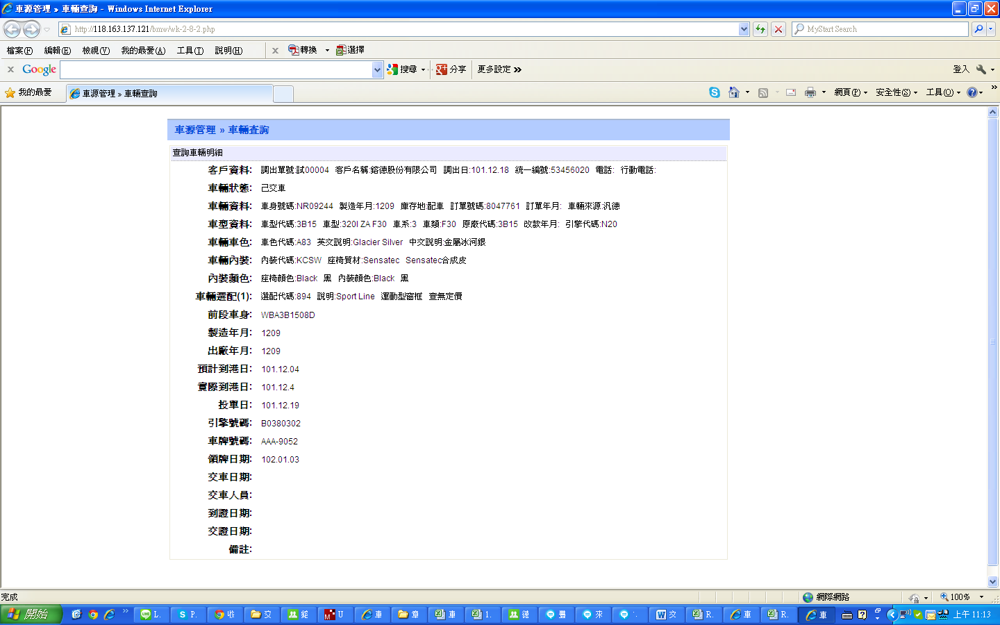 車源管理 » 車輛查詢 - Windows Internet Explorer
http://118.163.137.121/bmw/wk-2-8-2.php
MyStart Search
檔案(F) 編輯(E) 檢視(V) 我的最愛(A) 工具(T) 說明(H)
x 轉換 選擇
x Google 搜尋 分享 更多設定 » 登入
我的最愛 車源管理 » 車輛查詢 網頁(P) 安全性(S) 工具(O) »
車源管理 » 車輛查詢
查詢車輛明細
客戶資料: 調出單號:試00004 客戶名稱:鎔德股份有限公司 調出日:101.12.18 統一編號:53456020 電話: 行動電話:
車輛狀態: 己交車
車輛資料: 車身號碼:NR09244 製造年月:1209 庫存地:配車 訂單號碼:8047761 訂單年月: 車輛來源:汎德
車型資料: 車型代碼:3B15 車型:320I ZA F30 車系:3 車類:F30 原廠代碼:3B15 改款年月: 引擎代碼:N20
車輛車色: 車色代碼:A83 英文說明:Glacier Silver 中文說明:金屬冰河銀
車輛內裝: 內裝代碼:KCSW 座椅質材:Sensatec Sensatec合成皮
內裝顏色: 座椅顏色:Black 黑 內裝顏色:Black 黑
車輛選配(1): 選配代碼:894 說明:Sport Line 運動型窗框 查無定價
前段車身: WBA3B1508D
製造年月: 1209
出廠年月: 1209
預計到港日: 101.12.04
實際到港日: 101.12.4
投單日: 101.12.19
引擎號碼: B0380302
車牌號碼: AAA-9052
領牌日期: 102.01.03
交車日期:
交車人員:
到證日期:
交證日期:
備註:
完成 網際網路 100%
開始 » L. P. 收 交 鎔 U 車 章 車 1. 德 豐 來 文 R. 車 R. 車 上午 11:13